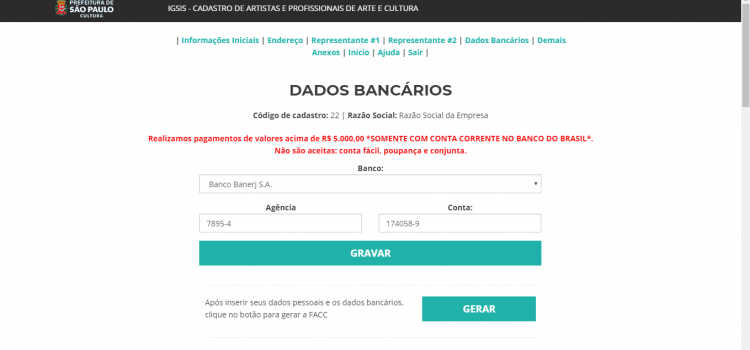 PREFEITURA DE
SÃO PAULO
CULTURA
IGSIS - CADASTRO DE ARTISTAS E PROFISSIONAIS DE ARTE E CULTURA
| Informações Iniciais | Endereço | Representante #1 | Representante #2 | Dados Bancários | Demais
Anexos | Início | Ajuda | Sair |
DADOS BANCÁRIOS
Código de cadastro: 22 | Razão Social: Razão Social da Empresa
Realizamos pagamentos de valores acima de R$ 5.000,00 *SOMENTE COM CONTA CORRENTE NO BANCO DO BRASIL*.
Não são aceitas: conta fácil, poupança e conjunta.
Banco:
Banco Banerj S.A.
Agência Conta:
7895-4 174058-9
GRAVAR
Após inserir seus dados pessoais e os dados bancários,
clique no botão para gerar a FACC
GERAR